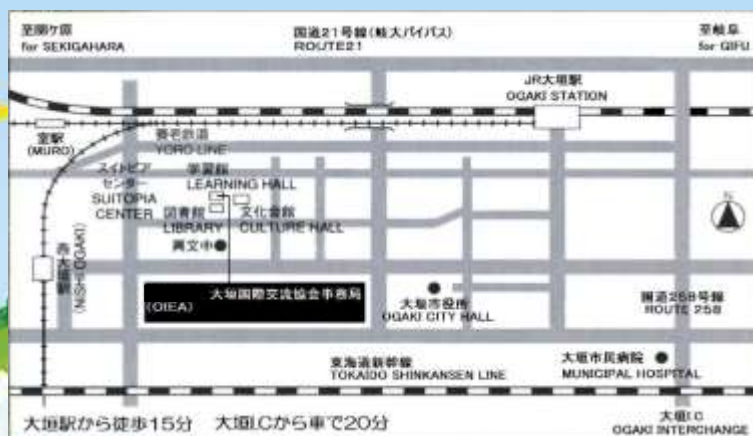 至関ケ原
for SEKIGAHARA
国道21号線(岐大バイパス)
ROUTE21
至岐阜
for GIFU
JR大垣駅
OGAKI STATION
室駅
(MURO)
養老鉄道
YORO LINE
スイトピア
センター
SUITOPIA
CENTER
学習館
LEARNING HALL
図書館
LIBRARY
文化会館
CULTURE HALL
興文中
N
西大垣駅
(NISHI OGAKI)
大垣国際交流協会事務局
(OIEA)
大垣市役所
OGAKI CITY HALL
国道258号線
ROUTE 258
東海道新幹線
TOKAIDO SHINKANSEN LINE
大垣市民病院
MUNICIPAL HOSPITAL
大垣駅から徒歩15分 大垣I.Cから車で20分
大垣I.C
OGAKI INTERCHANGE